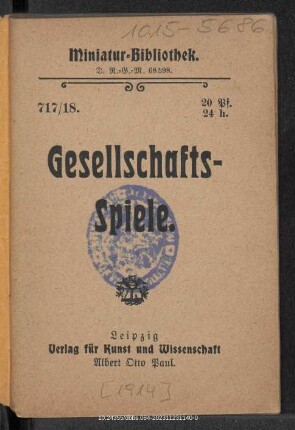 1015-5686
Miniatur-Bibliothek.
D. R.-G.-M. 68598.
717/18.
20 Pf.
24 h.
Gesellschafts-
Spiele.
Leipzig
Verlag für Kunst und Wissenschaft
Albert Otto Paul.
[1914]